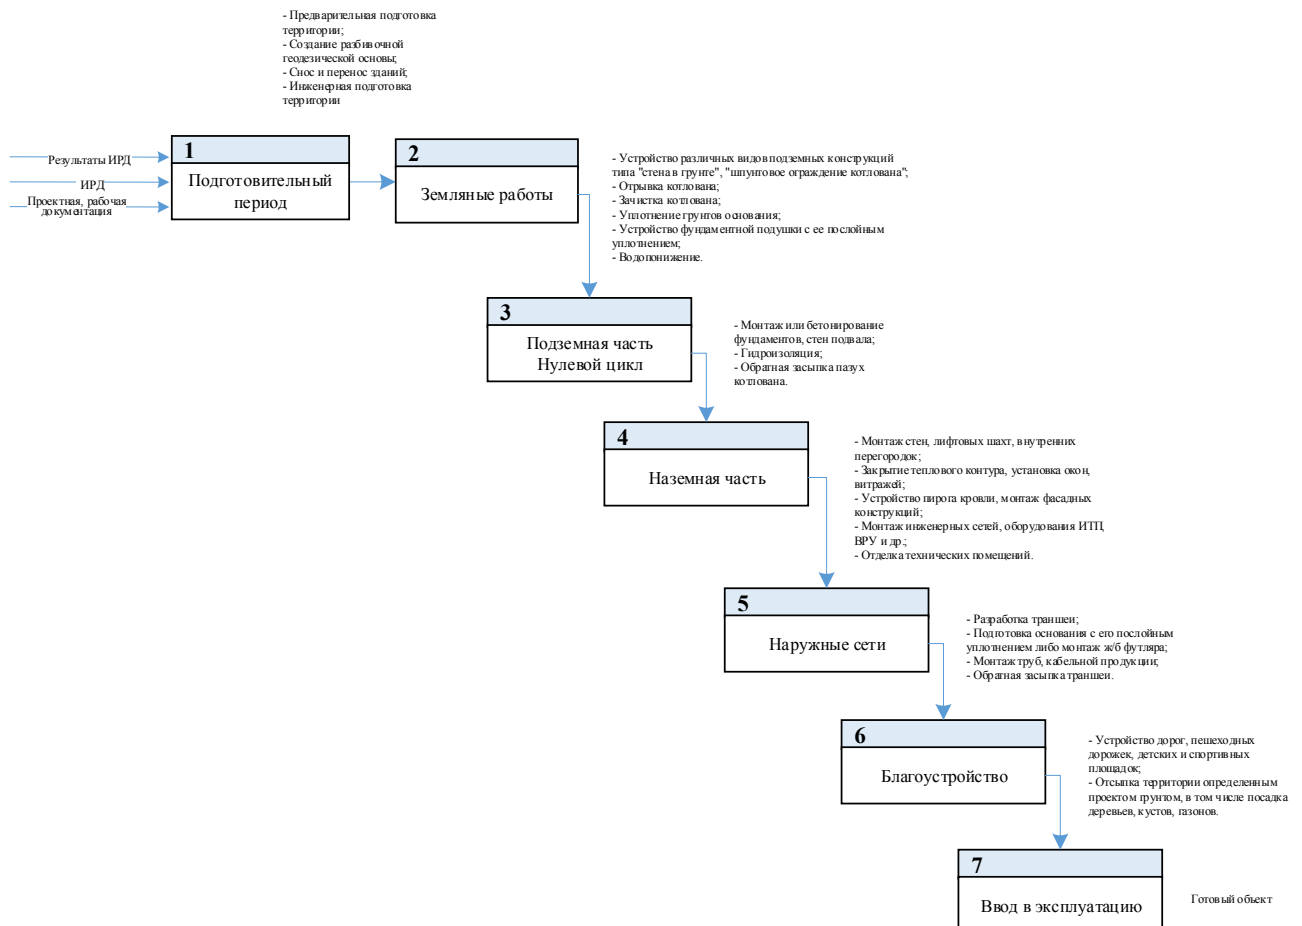 - Предварительная подготовка
территории;
- Создание разбивочной
геодезической основы;
- Снос и перенос зданий;
- Инженерная подготовка
территории
Результаты ИРД
ИРД
Проектная, рабочая
документация
1
Подготовительный
период
2
Земляные работы
- Устройство различных видов подземных конструкций
типа "стена в грунте", "шпунтовое ограждение котлована";
- Отрывка котлована;
- Зачистка котлована;
- Уплотнение грунтов основания;
- Устройство фундаментной подушки с ее послойным
уплотнением;
- Водопонижение.
3
Подземная часть
Нулевой цикл
- Монтаж или бетонирование
фундаментов, стен подвала;
- Гидроизоляция;
- Обратная засыпка пазух
котлована.
4
Наземная часть
- Монтаж стен, лифтовых шахт, внутренних
перегородок;
- Закрытие теплового контура, установка окон,
витражей;
- Устройство пирога кровли, монтаж фасадных
конструкций;
- Монтаж инженерных сетей, оборудования ИТП,
ВРУ и др.;
- Отделка технических помещений.
5
Наружные сети
- Разработка траншеи;
- Подготовка основания с его послойным
уплотнением либо монтаж ж/б футляра;
- Монтаж труб, кабельной продукции;
- Обратная засыпка траншеи.
6
Благоустройство
- Устройство дорог, пешеходных
дорожек, детских и спортивных
площадок;
- Отсыпка территории определенным
проектом грунтом, в том числе посадка
деревьев, кустов, газонов.
7
Ввод в эксплуатацию
Готовый объект